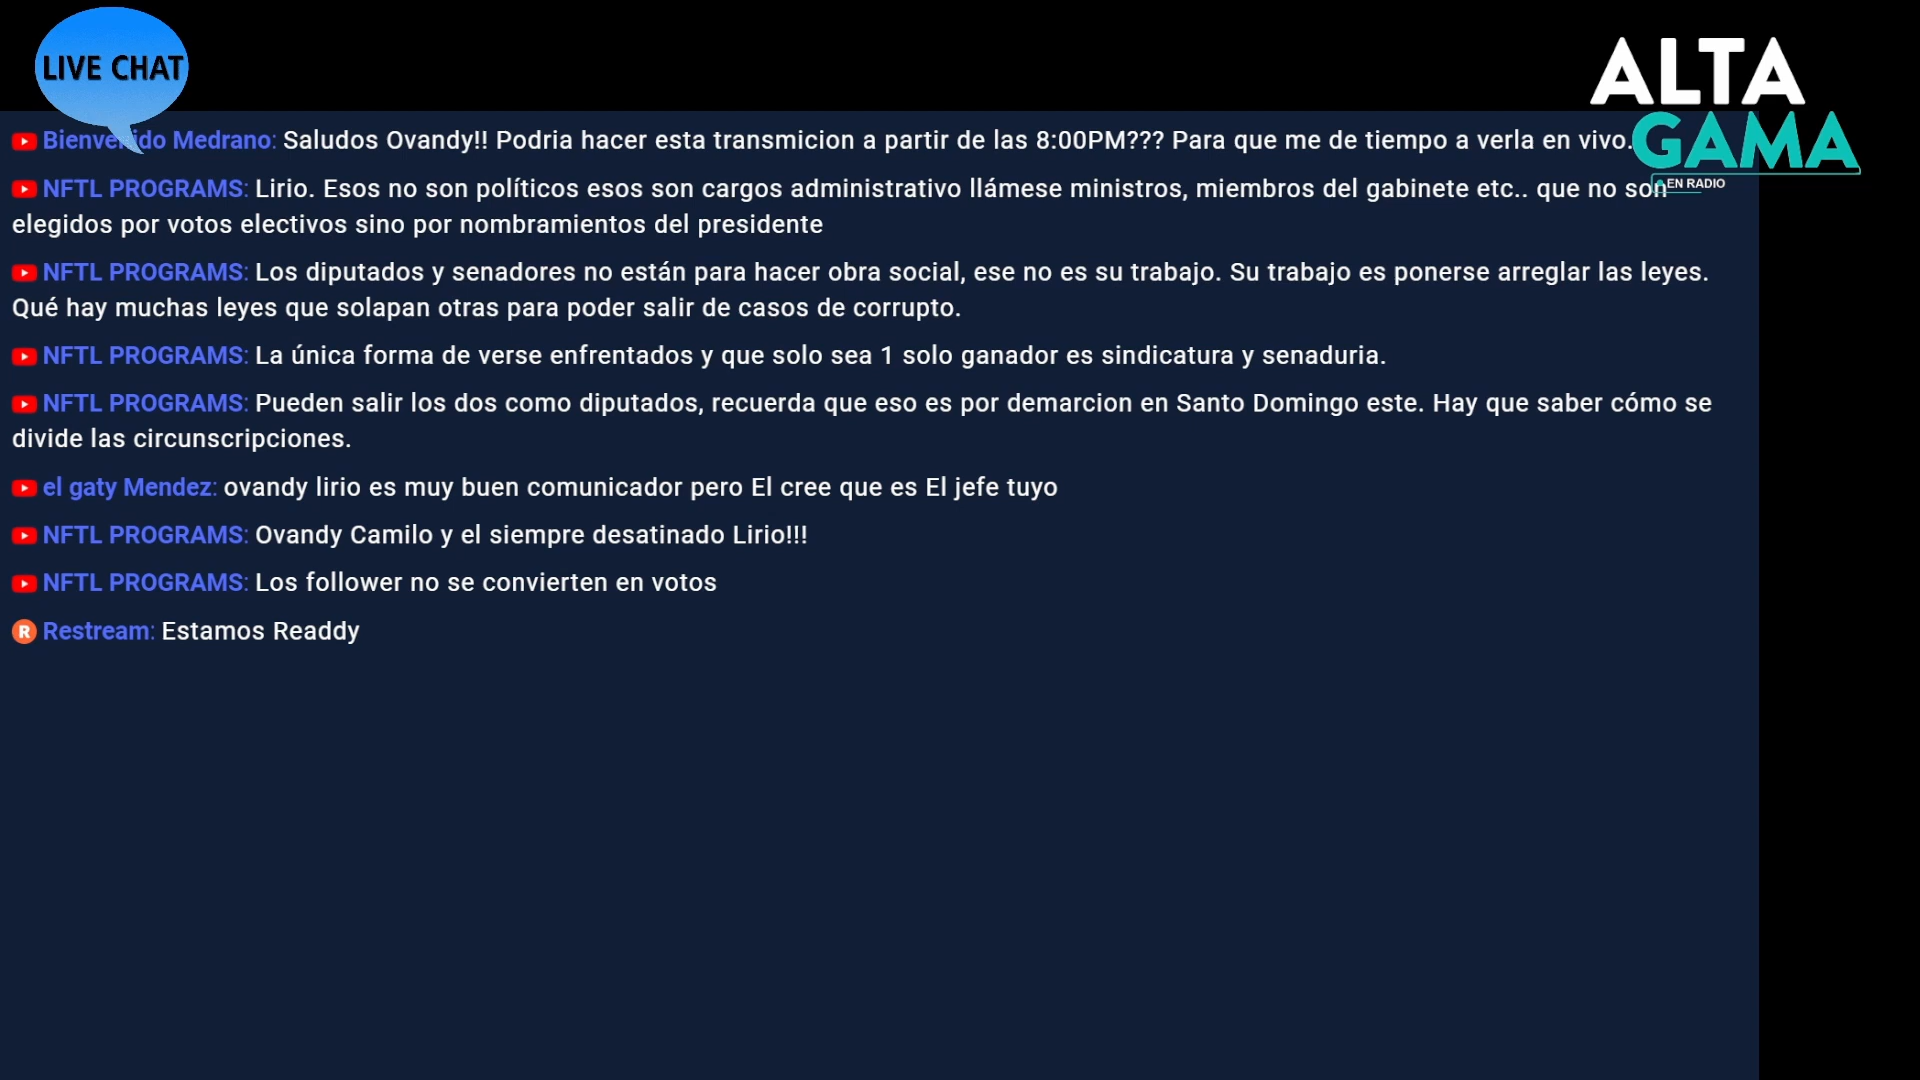 LIVE CHAT
ALTA
GAMA
EN RADIO
Bienvenido Medrano: Saludos Ovandy!! Podria hacer esta transmicion a partir de las 8:00PM??? Para que me de tiempo a verla en vivo.
NFTL PROGRAMS: Lirio. Esos no son políticos esos son cargos administrativo llámese ministros, miembros del gabinete etc.. que no son
elegidos por votos electivos sino por nombramientos del presidente
NFTL PROGRAMS: Los diputados y senadores no están para hacer obra social, ese no es su trabajo. Su trabajo es ponerse arreglar las leyes.
Qué hay muchas leyes que solapan otras para poder salir de casos de corrupto.
NFTL PROGRAMS: La única forma de verse enfrentados y que solo sea 1 solo ganador es sindicatura y senaduria.
NFTL PROGRAMS: Pueden salir los dos como diputados, recuerda que eso es por demarcion en Santo Domingo este. Hay que saber cómo se
divide las circunscripciones.
el gaty Mendez: ovandy lirio es muy buen comunicador pero El cree que es El jefe tuyo
NFTL PROGRAMS: Ovandy Camilo y el siempre desatinado Lirio!!!
NFTL PROGRAMS: Los follower no se convierten en votos
R Restream: Estamos Readdy